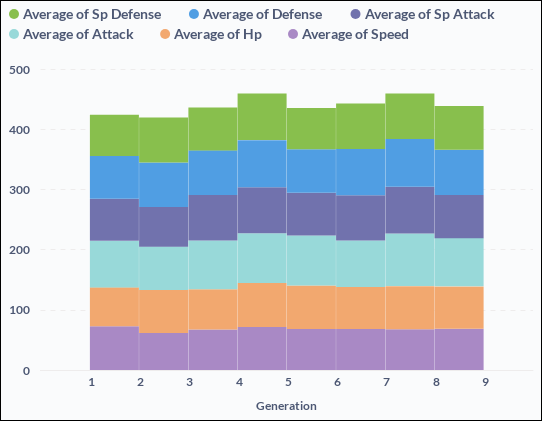 Average of Sp Defense Average of Defense Average of Sp Attack
Average of Attack Average of Hp Average of Speed
500
400
300
200
100
0
1 2 3 4 5 6 7 8 9
Generation